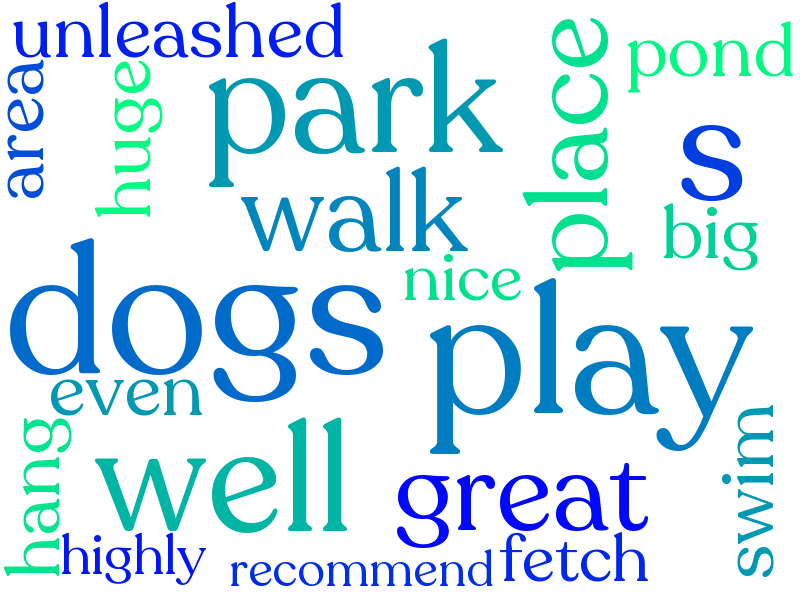 unleashed
area
huge
park
place
pond
s
walk
big
nice
dogs
play
even
hang
well
great
swim
highly
recommend
fetch